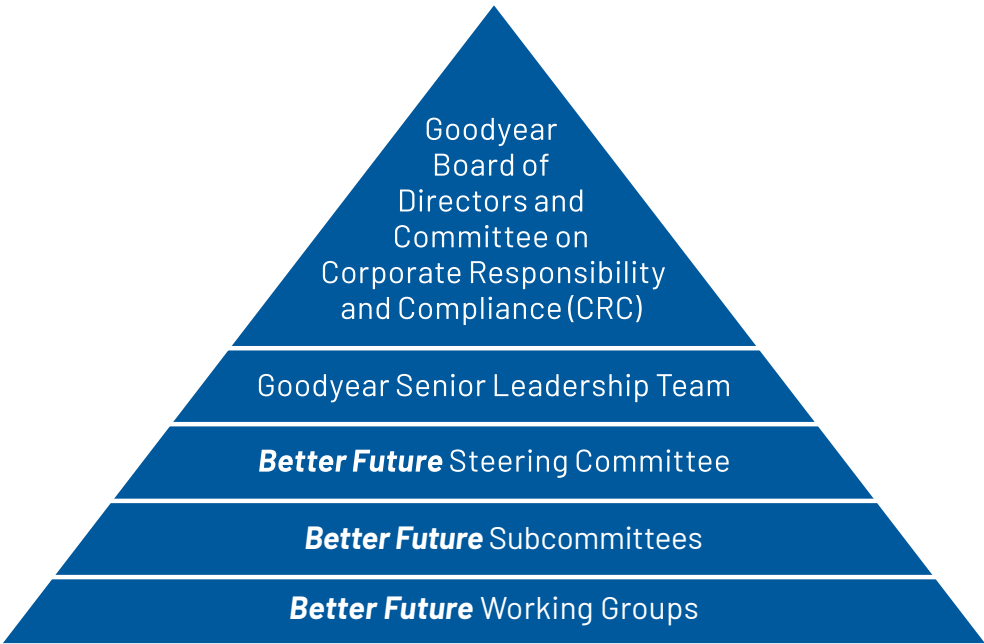 Goodyear
Board of
Directors and
Committee on
Corporate Responsibility
and Compliance (CRC)
Goodyear Senior Leadership Team
Better Future Steering Committee
Better Future Subcommittees
Better Future Working Groups